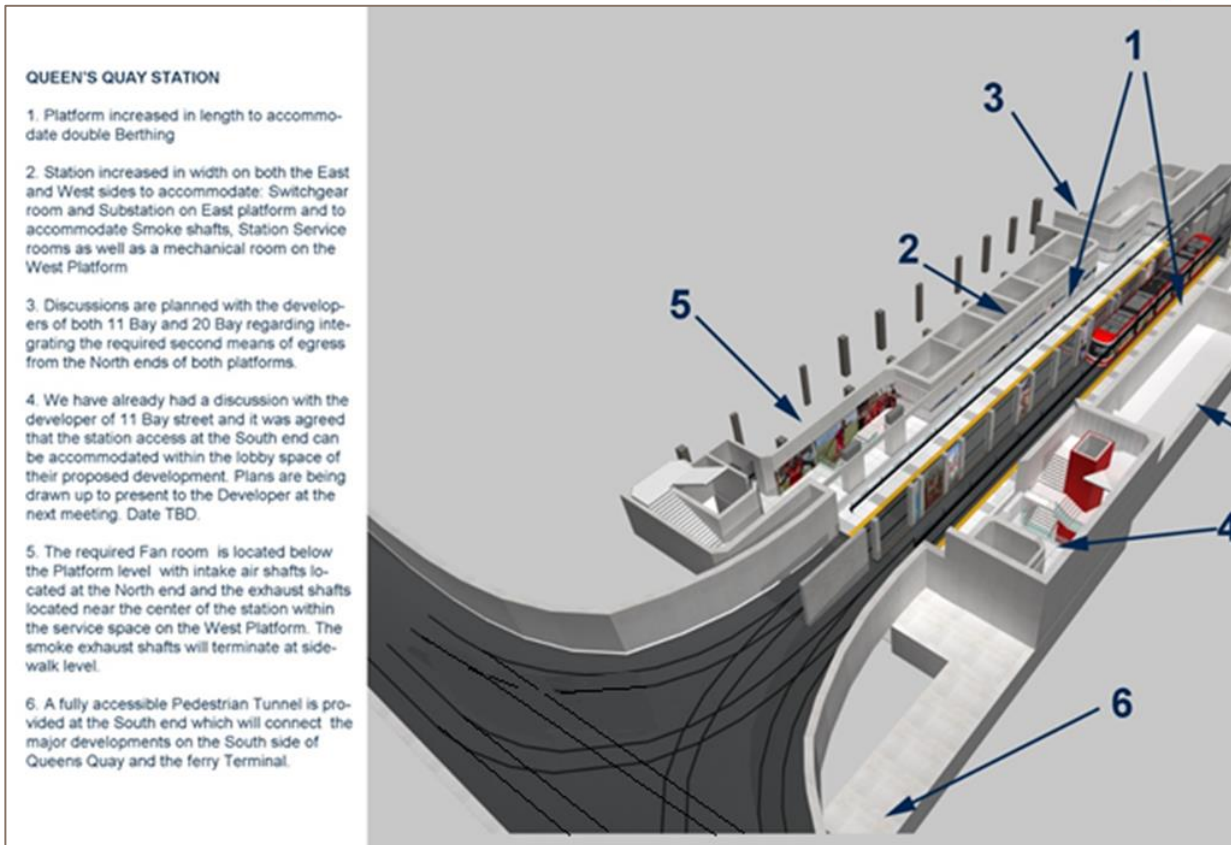 QUEEN'S QUAY STATION
1. Platform increased in length to accommo-
date double Berthing
2. Station increased in width on both the East
and West sides to accommodate: Switchgear
room and Substation on East platform and to
accommodate Smoke shafts, Station Service
rooms as well as a mechanical room on the
West Platform
3. Discussions are planned with the develop-
ers of both 11 Bay and 20 Bay regarding inte-
grating the required second means of egress
from the North ends of both platforms.
4. We have already had a discussion with the
developer of 11 Bay street and it was agreed
that the station access at the South end can
be accommodated within the lobby space of
their proposed development. Plans are being
drawn up to present to the Developer at the
next meeting. Date TBD.
5. The required Fan room is located below
the Platform level with intake air shafts lo-
cated at the North end and the exhaust shafts
located near the center of the station within
the service space on the West Platform. The
smoke exhaust shafts will terminate at side-
walk level.
6. A fully accessible Pedestrian Tunnel is pro-
vided at the South end which will connect the
major developments on the South side of
Queens Quay and the ferry Terminal.
1
3
2
5
4
6